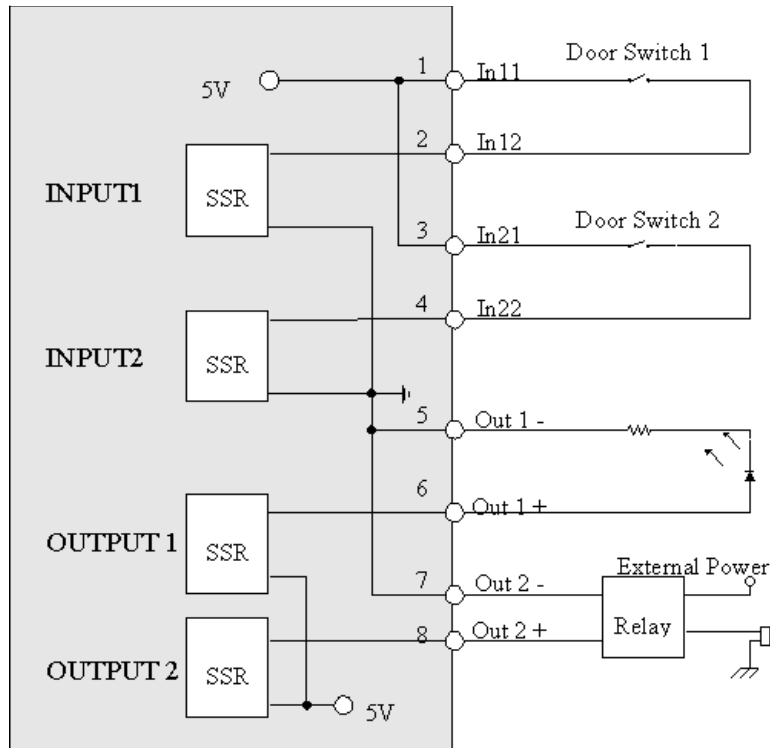 1 In11 Door Switch 1
5V
2 In12
INPUT1 SSR
3 In21 Door Switch 2
4 In22
INPUT2 SSR
5 Out 1 -
6 Out 1 +
OUTPUT 1 SSR
7 Out 2 - External Power
8 Out 2 + Relay
OUTPUT 2 SSR
5V